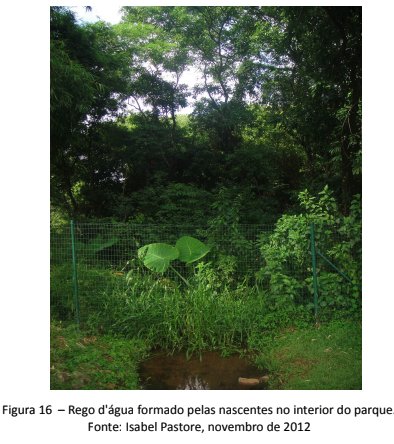 Figura 16 – Rego d'água formado pelas nascentes no interior do parque.
Fonte: Isabel Pastore, novembro de 2012